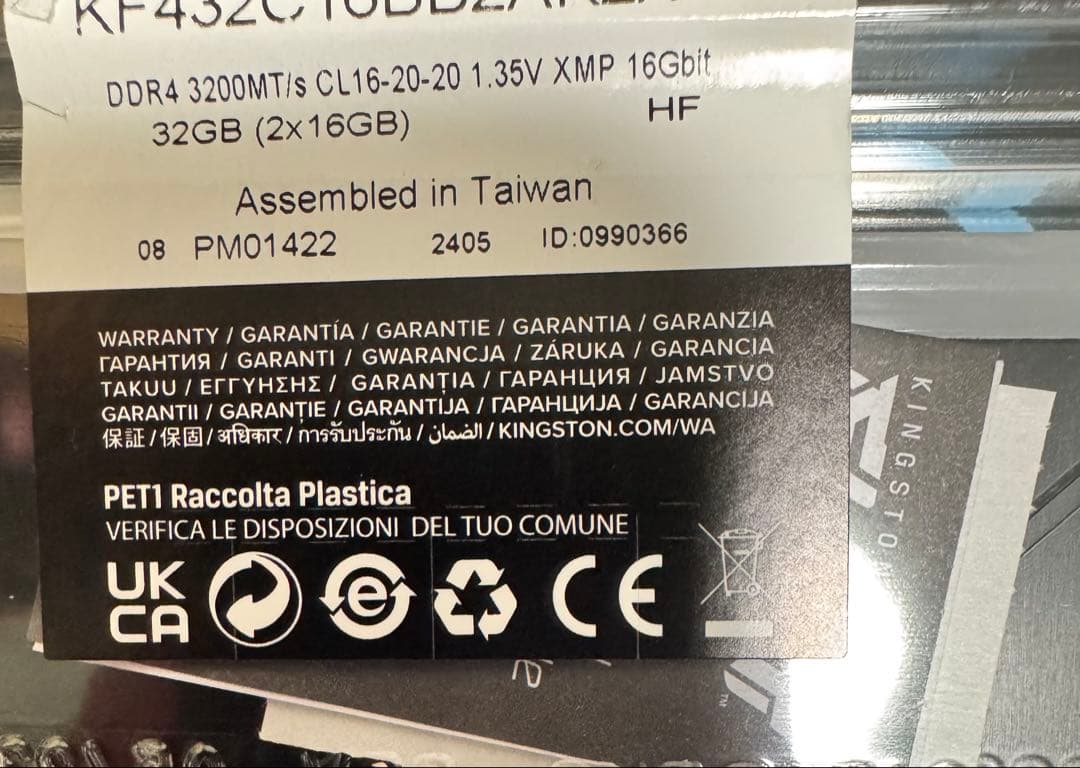 DDR4 3200MT/s CL16-20-20 1.35V XMP 16Gbit
32GB (2x16GB) HF
Assembled in Taiwan
08 PM01422 2405 ID:0990366
WARRANTY / GARANTÍA / GARANTIE / GARANTIA / GARANZIA
ГАРАНТИЯ / GARANTI / GWARANCJA / ZÁRUKA / GARANCIA
TAKUU / ΕΓΓΥΗΣΗΣ / GARANȚIA / ГАРАНЦИЯ / JAMSTVO
GARANTII / GARANTIE / GARANTIJA / ГАРАНЦИЈА / GARANCIJA
保証 / 保固 / अधिकार / การรับประกัน / الضمان / KINGSTON.COM/WA
PET1 Raccolta Plastica
VERIFICA LE DISPOSIZIONI DEL TUO COMUNE
UK
CA
CE
KINGSTON